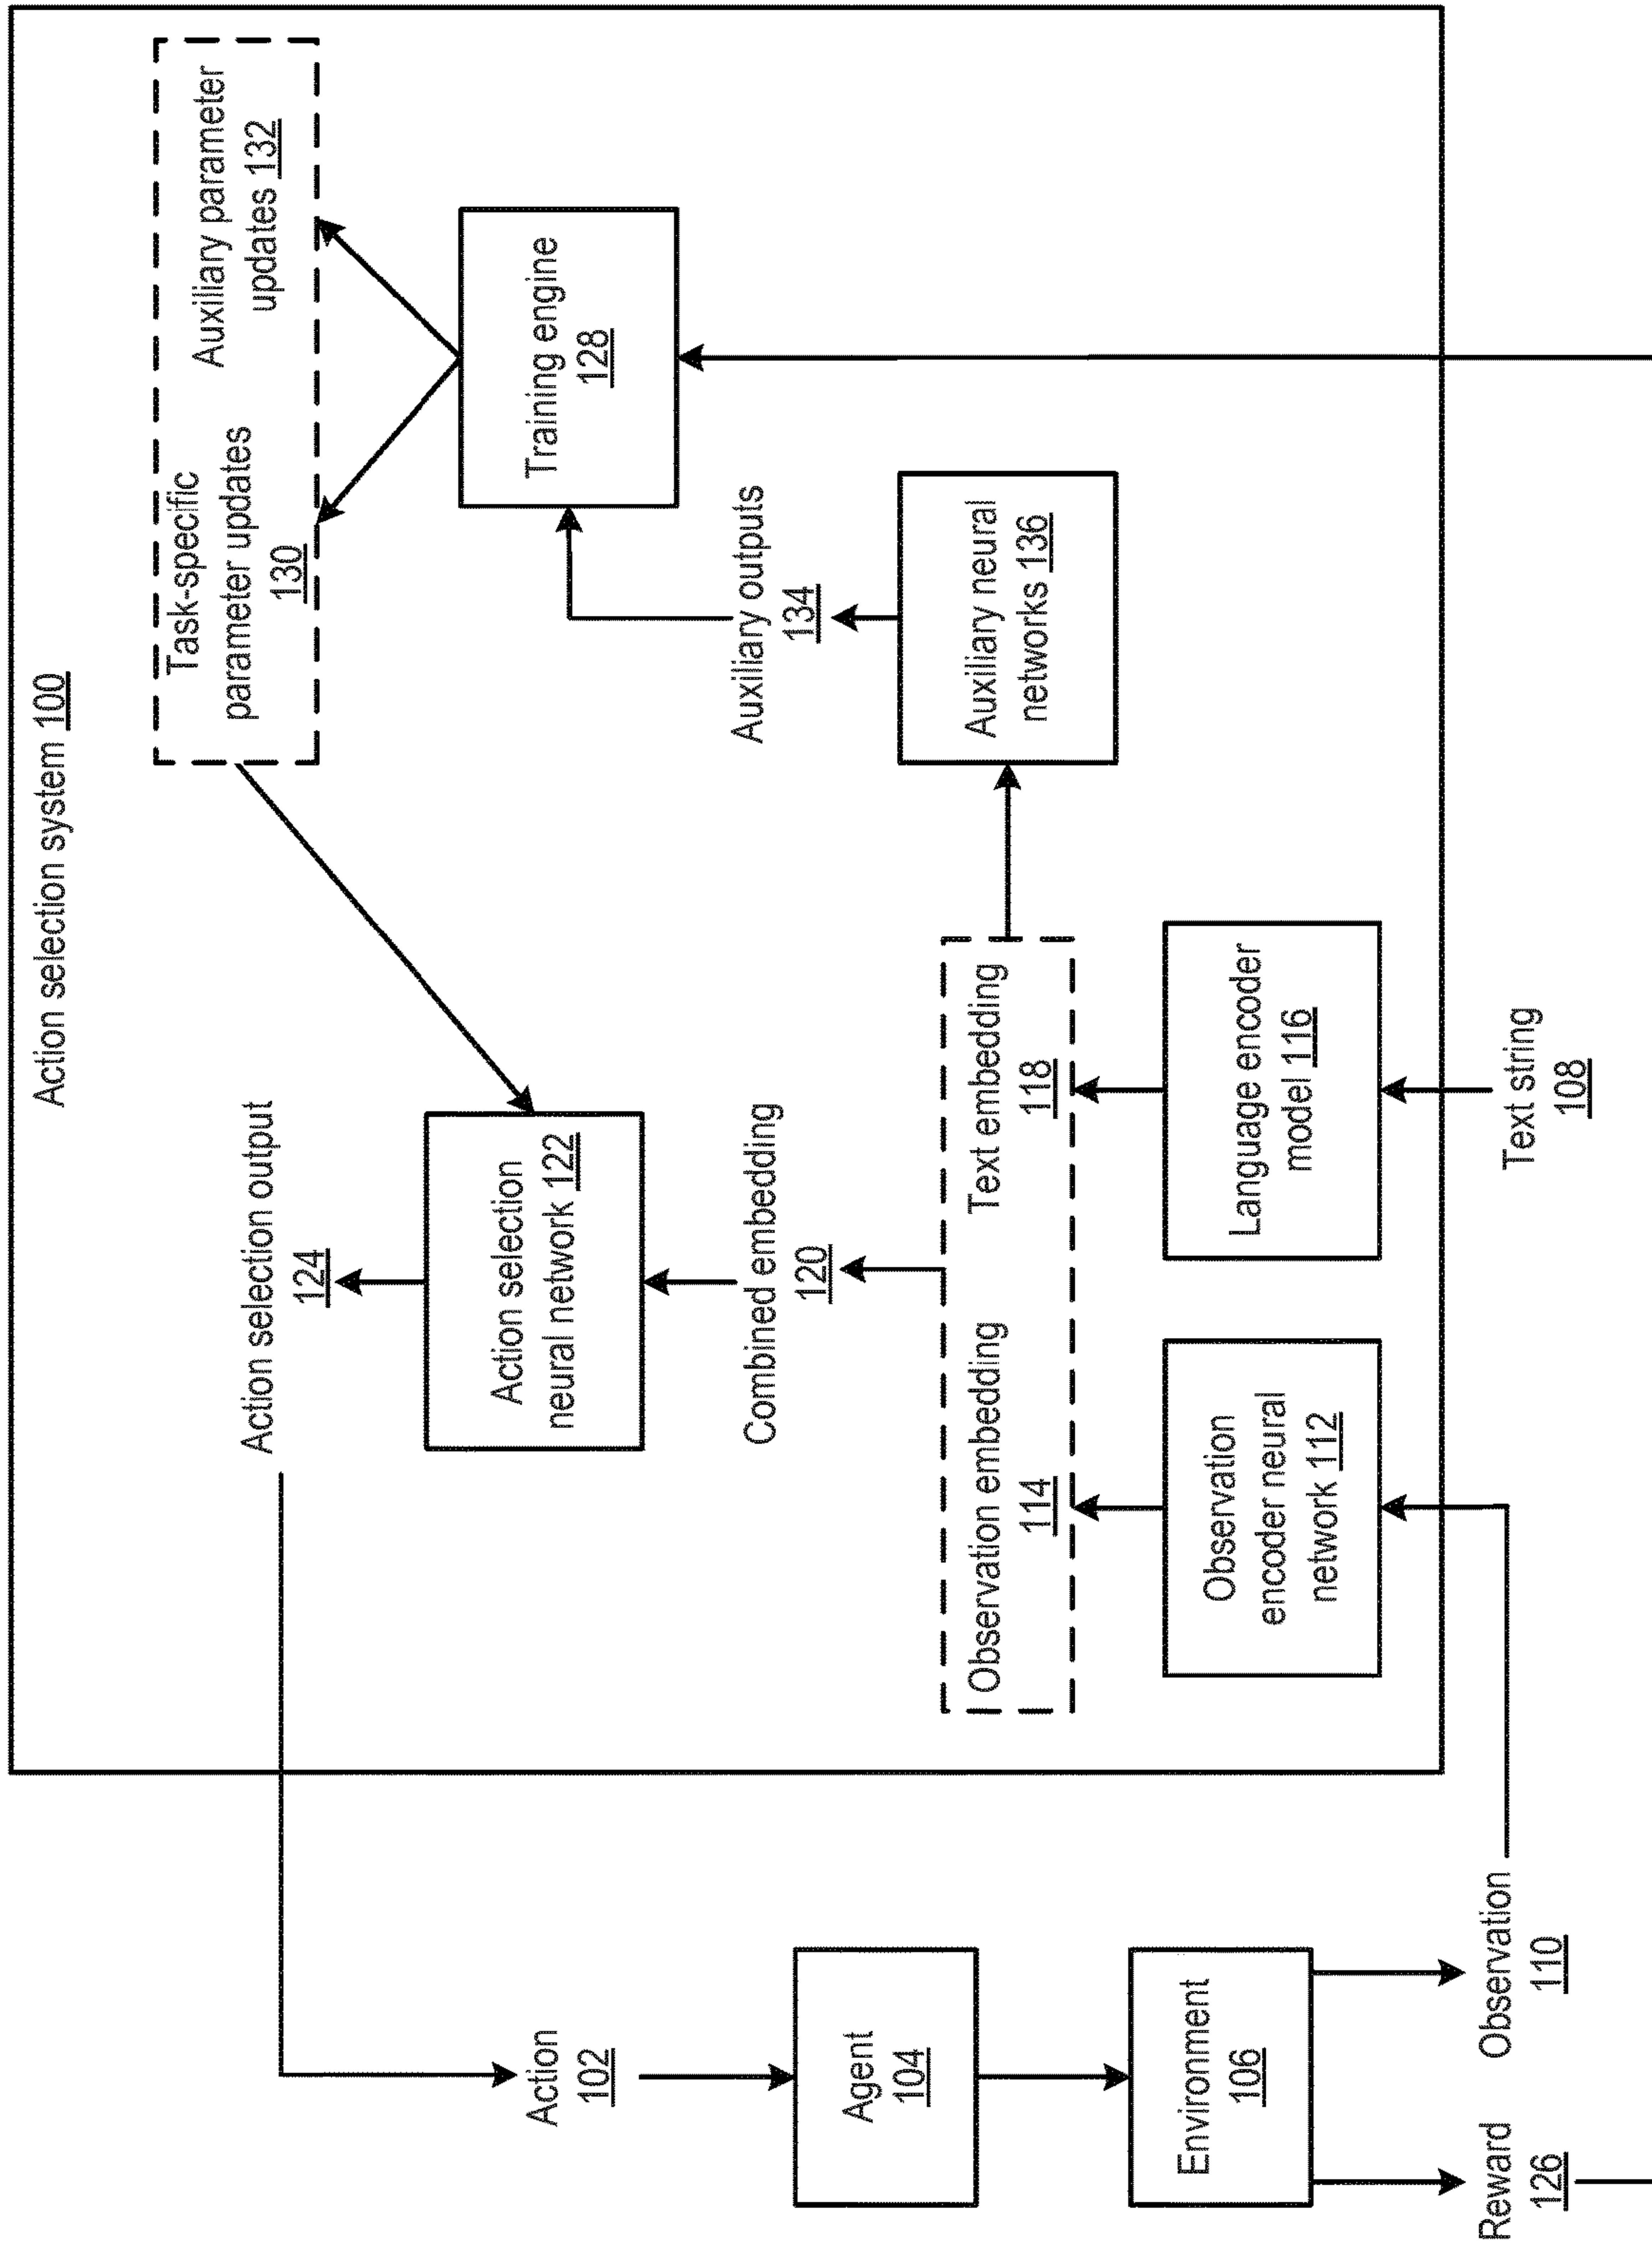 Action selection system 100
Action selection output
124
Task-specific
parameter updates
130
Auxiliary parameter
updates 132
Action selection
neural network 122
Training engine
128
Action
102
Combined embedding
120
Auxiliary outputs
134
Agent
104
Observation embedding
114
Text embedding
118
Auxiliary neural
networks 136
Environment
106
Observation
encoder neural
network 112
Language encoder
model 116
Reward
126
Observation
110
Text string
108